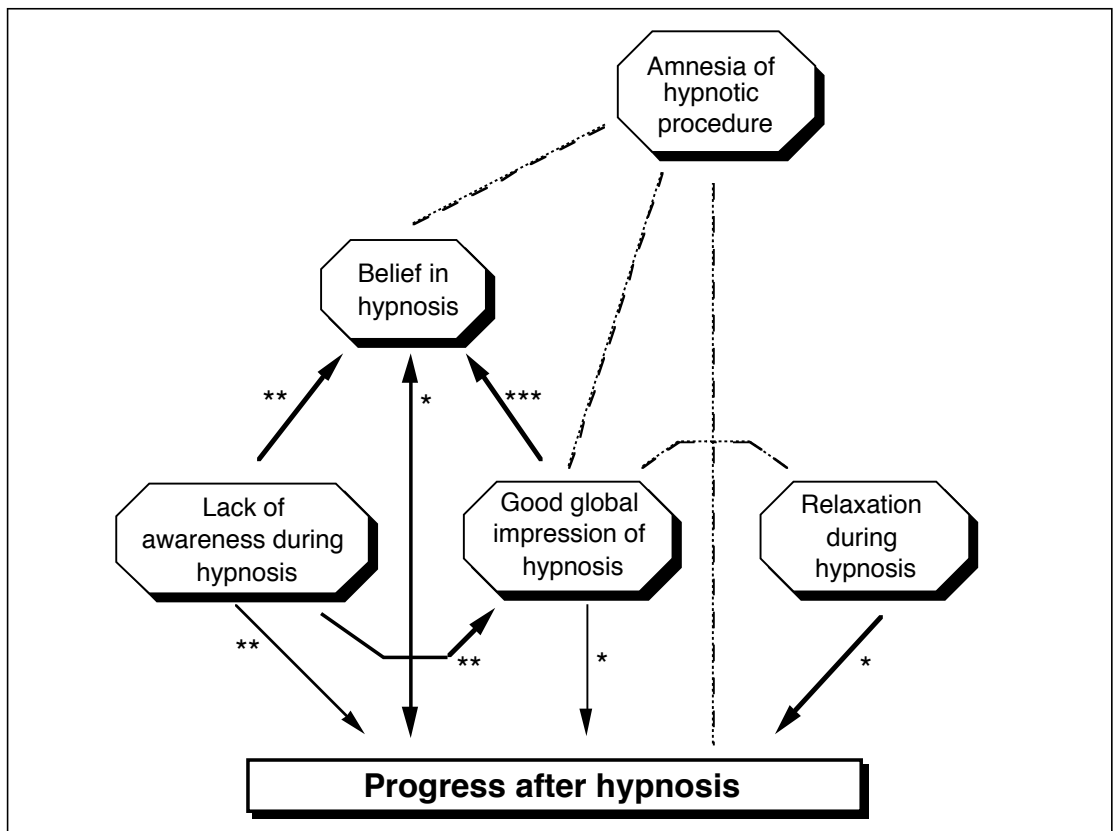 Amnesia of
hypnotic
procedure
Belief in
hypnosis
**
*
***
Lack of
awareness during
hypnosis
Good global
impression of
hypnosis
Relaxation
during
hypnosis
**
**
*
*
Progress after hypnosis